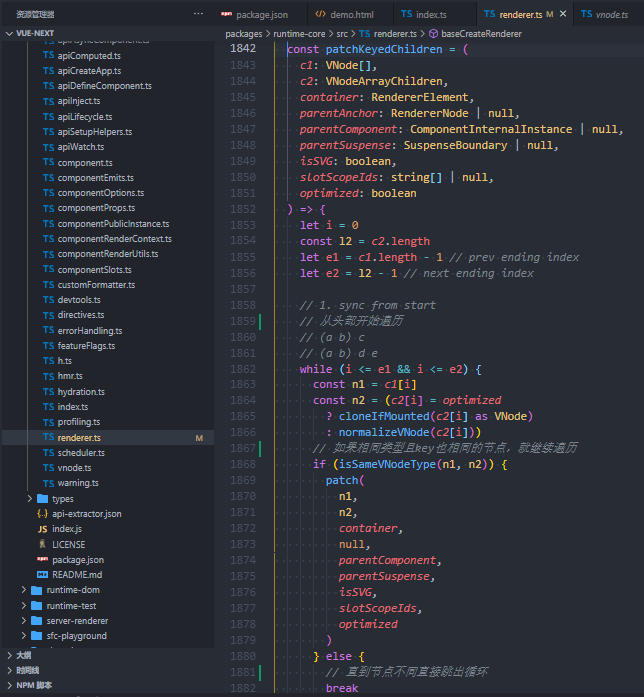 资源管理器
package.json
demo.html
TS index.ts
TS renderer.ts M
TS vnode.ts
VUE-NEXT
packages > runtime-core > src > TS renderer.ts > baseCreateRenderer
TS apiComputed.ts
TS apiCreateApp.ts
TS apiDefineComponent.ts
TS apiInject.ts
TS apiLifecycle.ts
TS apiSetupHelpers.ts
TS apiWatch.ts
TS component.ts
TS componentEmits.ts
TS componentOptions.ts
TS componentProps.ts
TS componentPublicInstance.ts
TS componentRenderContext.ts
TS componentRenderUtils.ts
TS componentSlots.ts
TS customFormatter.ts
TS devtools.ts
TS directives.ts
TS errorHandling.ts
TS featureFlags.ts
TS h.ts
TS hmr.ts
TS hydration.ts
TS index.ts
TS profiling.ts
TS renderer.ts M
TS scheduler.ts
TS vnode.ts
TS warning.ts
types
{.} api-extractor.json
JS index.js
LICENSE
package.json
README.md
runtime-dom
runtime-test
server-renderer
sfc-playground
大纲
时间线
NPM 脚本
1842 const patchKeyedChildren = (
1843 c1: VNode[],
1844 c2: VNodeArrayChildren,
1845 container: RendererElement,
1846 parentAnchor: RendererNode | null,
1847 parentComponent: ComponentInternalInstance | null,
1848 parentSuspense: SuspenseBoundary | null,
1849 isSVG: boolean,
1850 slotScopeIds: string[] | null,
1851 optimized: boolean
1852 ) => {
1853 let i = 0
1854 const l2 = c2.length
1855 let e1 = c1.length - 1 // prev ending index
1856 let e2 = l2 - 1 // next ending index
1857
1858 // 1. sync from start
1859 // 从头部开始遍历
1860 // (a b) c
1861 // (a b) d e
1862 while (i <= e1 && i <= e2) {
1863 const n1 = c1[i]
1864 const n2 = (c2[i] = optimized
1865 ? cloneIfMounted(c2[i] as VNode)
1866 : normalizeVNode(c2[i]))
1867 // 如果相同类型且key也相同的节点，就继续遍历
1868 if (isSameVNodeType(n1, n2)) {
1869 patch(
1870 n1,
1871 n2,
1872 container,
1873 null,
1874 parentComponent,
1875 parentSuspense,
1876 isSVG,
1877 slotScopeIds,
1878 optimized
1879 )
1880 } else {
1881 // 直到节点不同直接跳出循环
1882 break